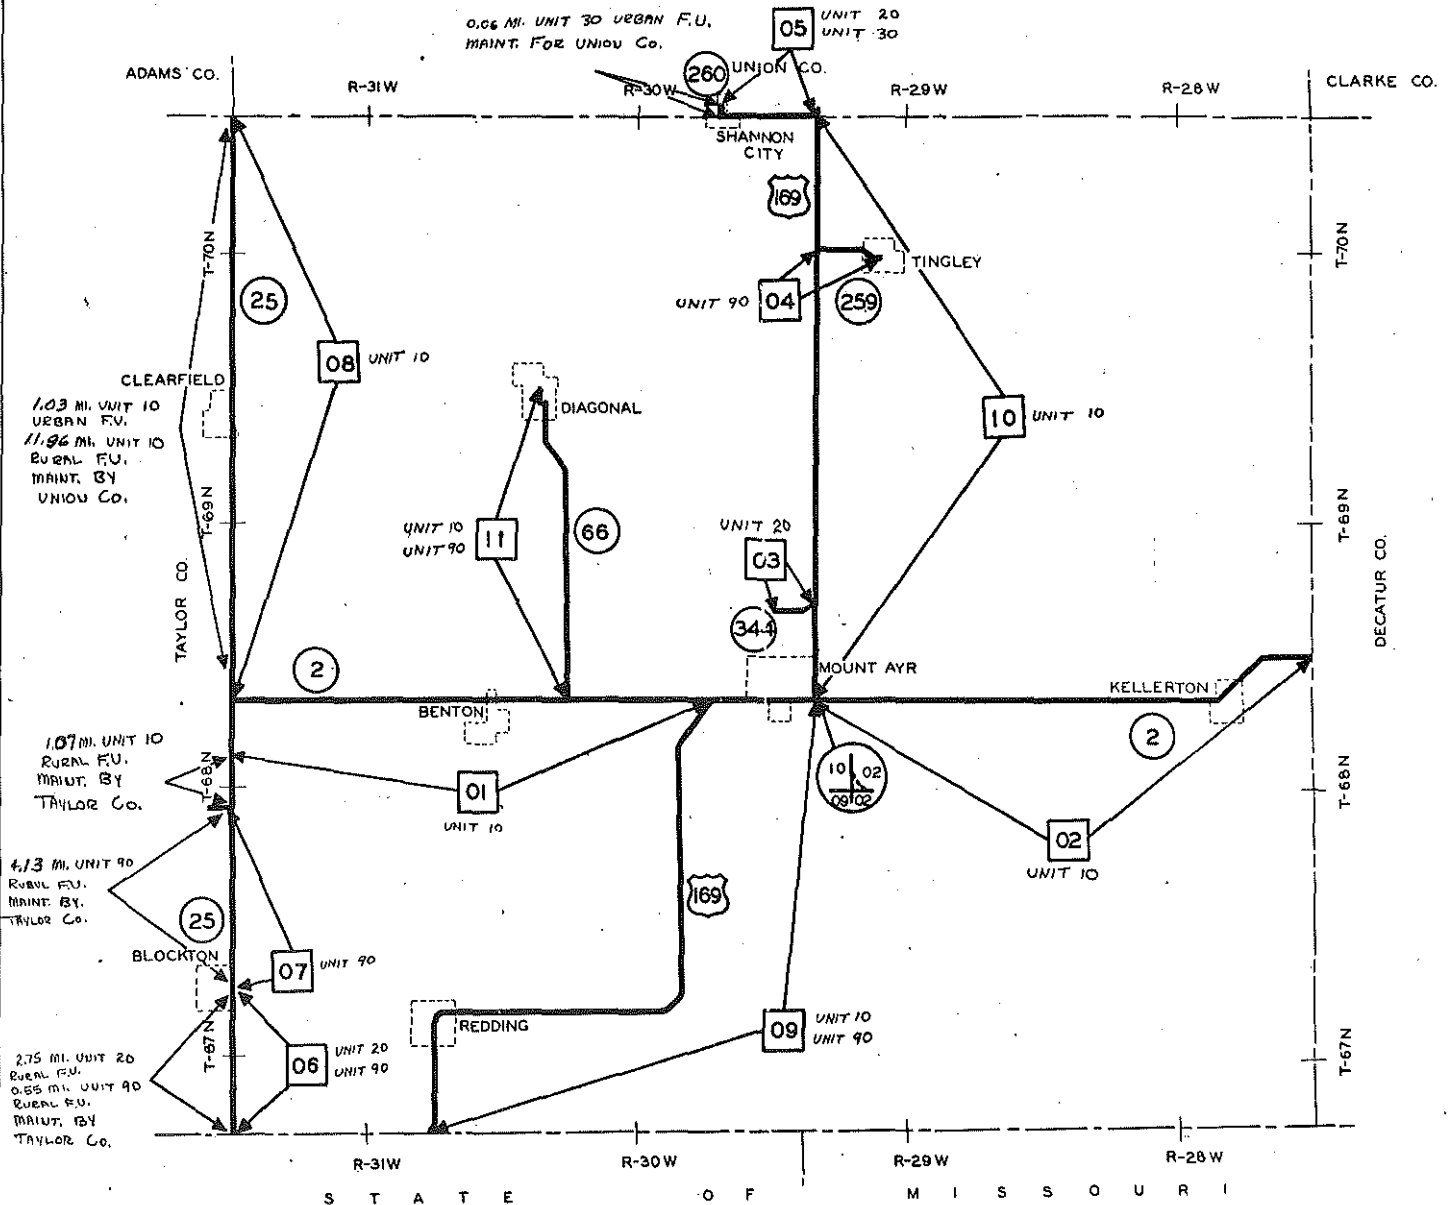 0.06 MI. UNIT 30 URBAN F.U.
MAINT. FOR UNION CO.
05
UNIT 20
UNIT 30
ADAMS CO.
R-31W
R-30W
260
UNION CO.
R-29W
R-28W
CLARKE CO.
SHANNON
CITY
169
T-70N
TINGLEY
T-70N
25
UNIT 90
04
259
08
UNIT 10
CLEARFIELD
1.03 MI. UNIT 10
URBAN F.U.
11.96 MI. UNIT 10
RURAL F.U.
MAINT. BY
UNION CO.
DIAGONAL
10
UNIT 10
T-69N
UNIT 10
UNIT 90
11
66
UNIT 20
03
T-69N
TAYLOR CO.
DECATUR CO.
344
2
MOUNT AYR
KELLERTON
BENTON
2
1.07 MI. UNIT 10
RURAL F.U.
MAINT. BY
TAYLOR CO.
T-68N
01
UNIT 10
10 02
09 02
T-68N
02
UNIT 10
4.13 MI. UNIT 90
RURAL F.U.
MAINT. BY.
TAYLOR CO.
25
169
BLOCKTON
07
UNIT 90
REDDING
09
UNIT 10
UNIT 90
2.75 MI. UNIT 20
RURAL F.U.
0.55 MI. UNIT 90
RURAL F.U.
MAINT. BY
TAYLOR CO.
T-67N
06
UNIT 20
UNIT 90
T-67N
R-31W
R-30W
R-29W
R-28W
STATE OF MISSOURI